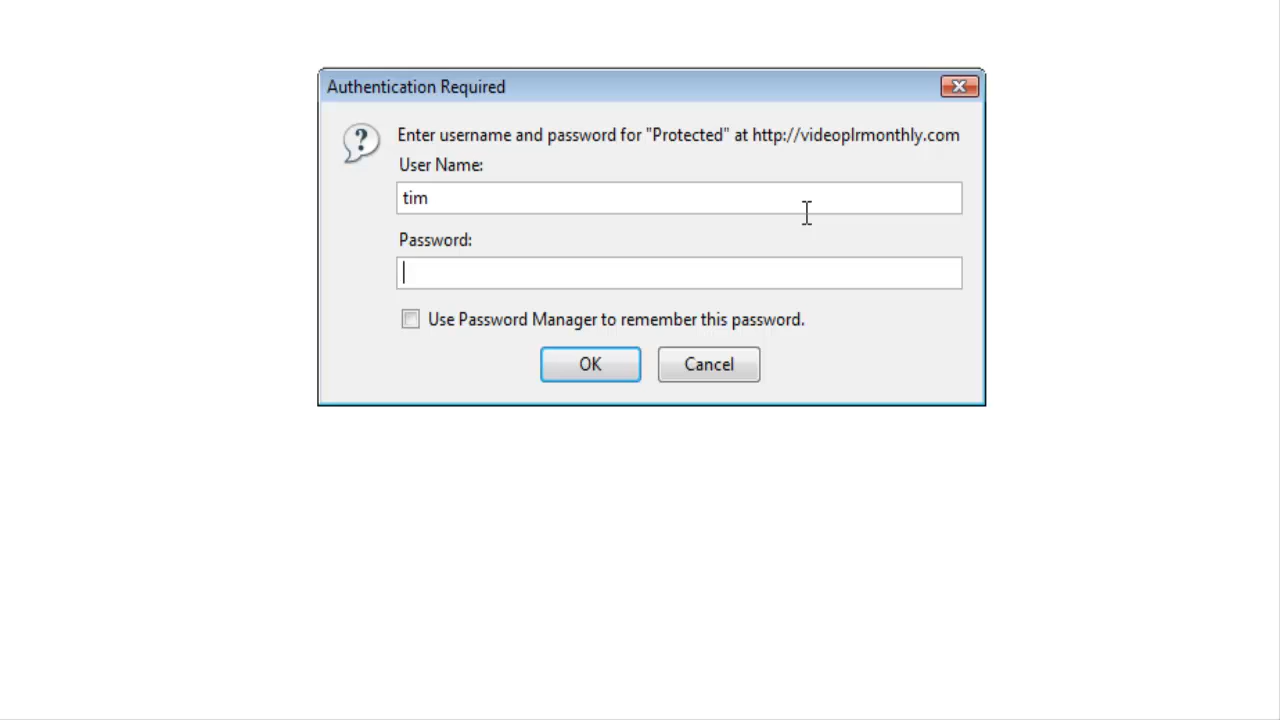 Authentication Required
Enter username and password for "Protected" at http://videoplrmonthly.com
User Name:
tim
Password:
Use Password Manager to remember this password.
OK Cancel